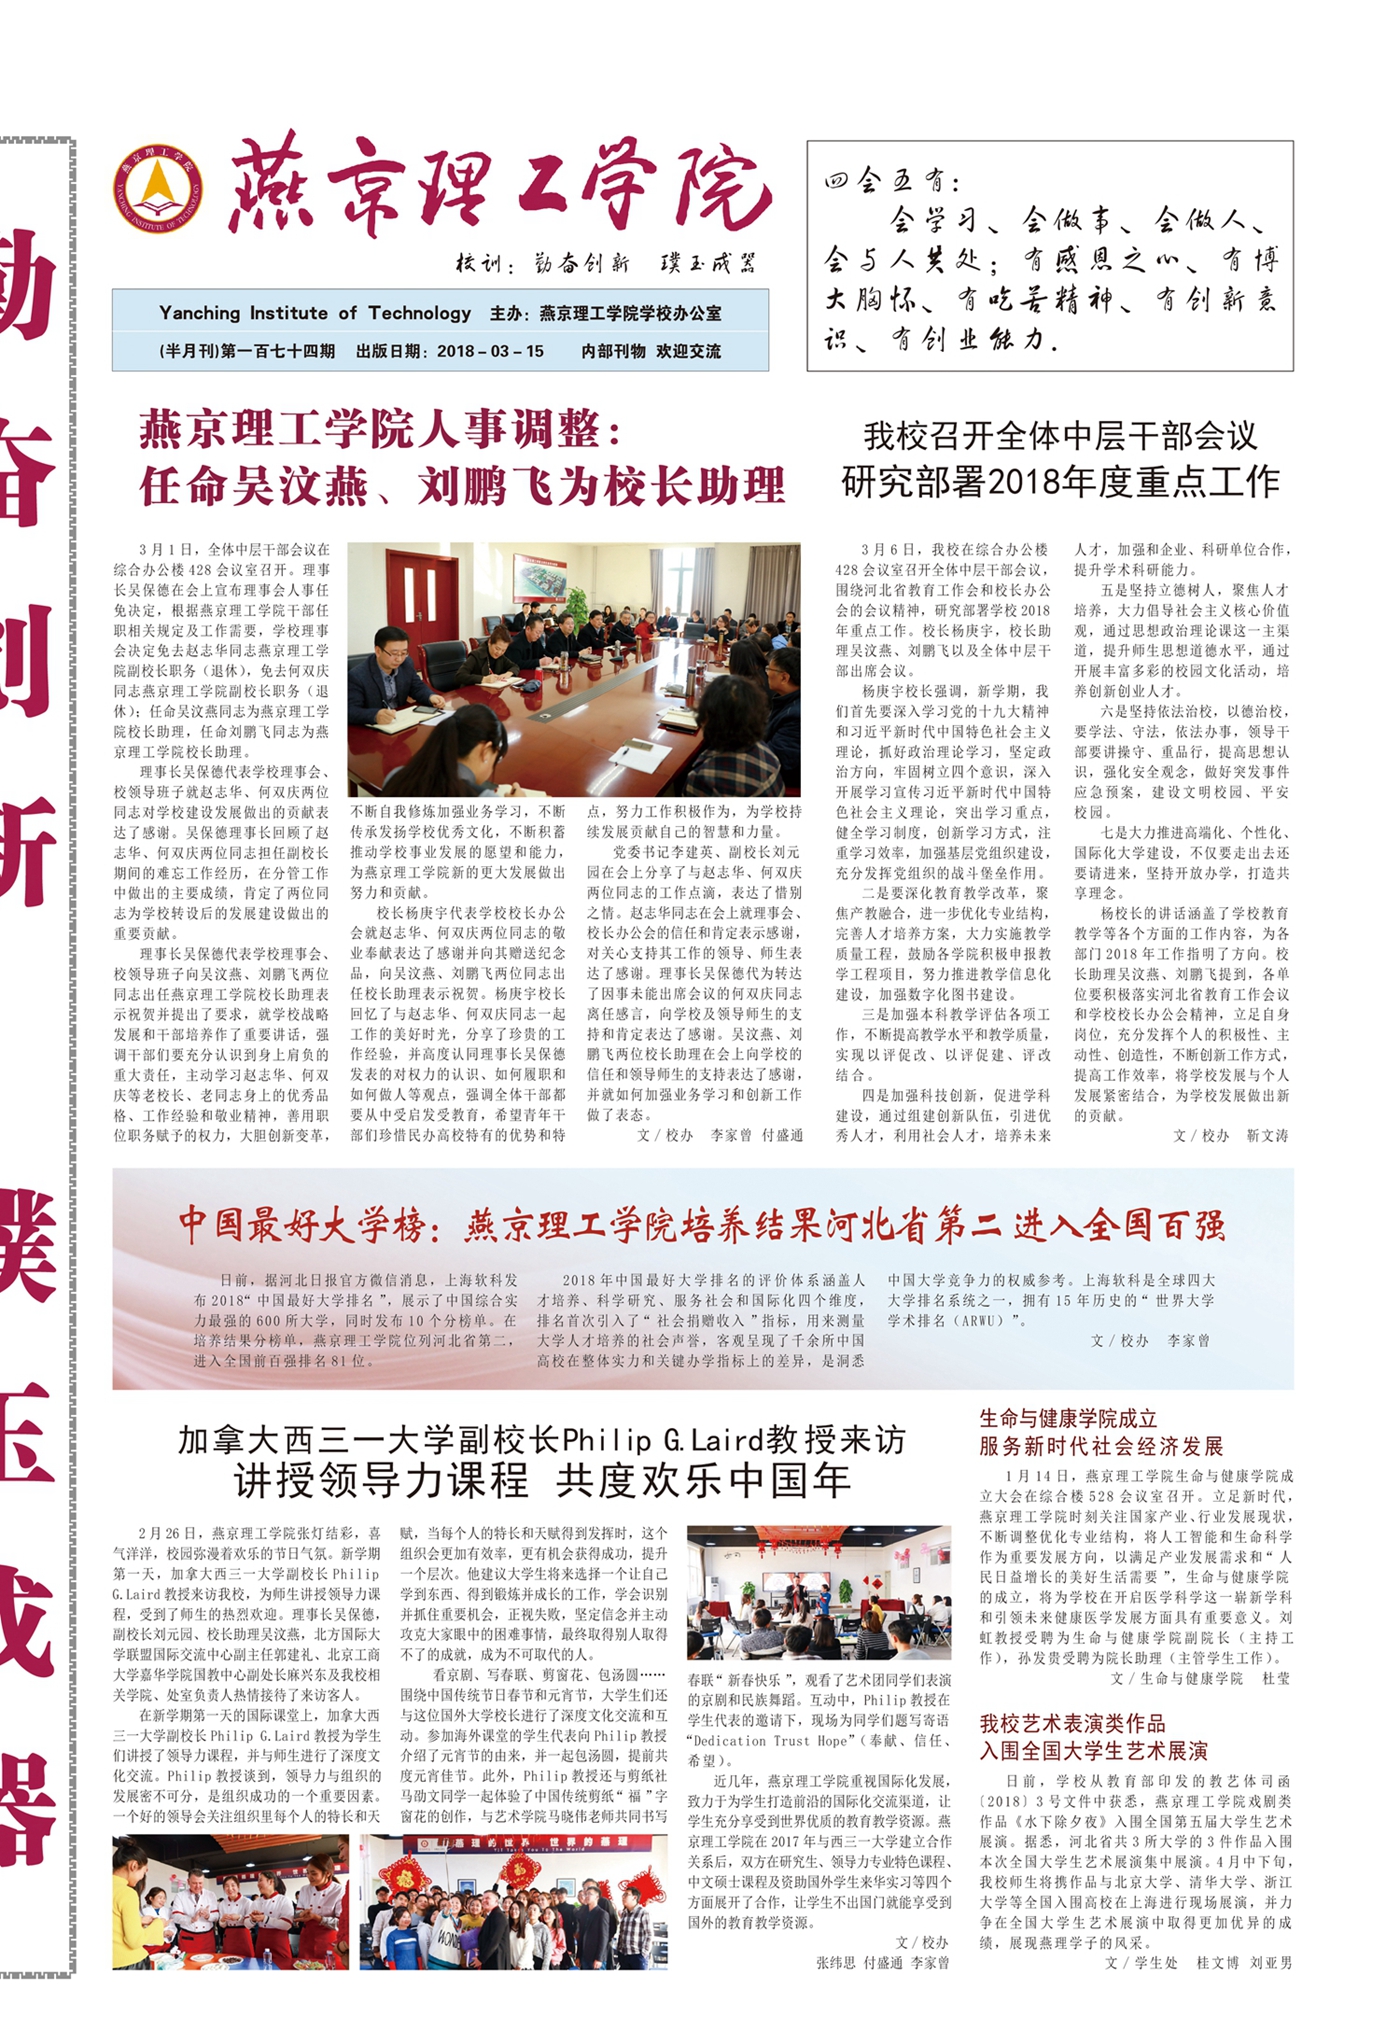 勤
奋
创
新
璞
玉
成
器
燕京理工学院
校训：勤奋创新 璞玉成器
Yanching Institute of Technology 主办：燕京理工学院学校办公室
(半月刊)第一百七十四期 出版日期：2018－03－15 内部刊物 欢迎交流
四会五有：
会学习、会做事、会做人、
会与人共处；有感恩之心、有博
大胸怀、有吃苦精神、有创新意
识、有创业能力.
燕京理工学院人事调整：
任命吴汶燕、刘鹏飞为校长助理
3月1日，全体中层干部会议在
综合办公楼428会议室召开。理事
长吴保德在会上宣布理事会人事任
免决定，根据燕京理工学院干部任
职相关规定及工作需要，学校理事
会决定免去赵志华同志燕京理工学
院副校长职务（退休），免去何双庆
同志燕京理工学院副校长职务（退
休）；任命吴汶燕同志为燕京理工学
院校长助理，任命刘鹏飞同志为燕
京理工学院校长助理。
理事长吴保德代表学校理事会、
校领导班子就赵志华、何双庆两位
同志对学校建设发展做出的贡献表
达了感谢。吴保德理事长回顾了赵
志华、何双庆两位同志担任副校长
期间的难忘工作经历，在分管工作
中做出的主要成绩，肯定了两位同
志为学校转设后的发展建设做出的
重要贡献。
理事长吴保德代表学校理事会、
校领导班子向吴汶燕、刘鹏飞两位
同志出任燕京理工学院校长助理表
示祝贺并提出了要求，就学校战略
发展和干部培养作了重要讲话，强
调干部们要充分认识到身上肩负的
重大责任，主动学习赵志华、何双
庆等老校长、老同志身上的优秀品
格、工作经验和敬业精神，善用职
位职务赋予的权力，大胆创新变革，
不断自我修炼加强业务学习，不断
传承发扬学校优秀文化，不断积蓄
推动学校事业发展的愿望和能力，
为燕京理工学院新的更大发展做出
努力和贡献。
校长杨庚宇代表学校校长办公
会就赵志华、何双庆两位同志的敬
业奉献表达了感谢并向其赠送纪念
品，向吴汶燕、刘鹏飞两位同志出
任校长助理表示祝贺。杨庚宇校长
回忆了与赵志华、何双庆同志一起
工作的美好时光，分享了珍贵的工
作经验，并高度认同理事长吴保德
发表的对权力的认识、如何履职和
如何做人等观点，强调全体干部都
要从中受启发受教育，希望青年干
部们珍惜民办高校特有的优势和特
点，努力工作积极作为，为学校持
续发展贡献自己的智慧和力量。
党委书记李建英、副校长刘元
园在会上分享了与赵志华、何双庆
两位同志的工作点滴，表达了惜别
之情。赵志华同志在会上就理事会、
校长办公会的信任和肯定表示感谢，
对关心支持其工作的领导、师生表
达了感谢。理事长吴保德代为转达
了因事未能出席会议的何双庆同志
离任感言，向学校及领导师生的支
持和肯定表达了感谢。吴汶燕、刘
鹏飞两位校长助理在会上向学校的
信任和领导师生的支持表达了感谢，
并就如何加强业务学习和创新工作
做了表态。
文／校办 李家曾 付盛通
我校召开全体中层干部会议
研究部署2018年度重点工作
3月6日，我校在综合办公楼
428会议室召开全体中层干部会议，
围绕河北省教育工作会和校长办公
会的会议精神，研究部署学校2018
年重点工作。校长杨庚宇，校长助
理吴汶燕、刘鹏飞以及全体中层干
部出席会议。
杨庚宇校长强调，新学期，我
们首先要深入学习党的十九大精神
和习近平新时代中国特色社会主义
理论，抓好政治理论学习，坚定政
治方向，牢固树立四个意识，深入
开展学习宣传习近平新时代中国特
色社会主义理论，突出学习重点，
健全学习制度，创新学习方式，注
重学习效率，加强基层党组织建设，
充分发挥党组织的战斗堡垒作用。
二是要深化教育教学改革，聚
焦产教融合，进一步优化专业结构，
完善人才培养方案，大力实施教学
质量工程，鼓励各学院积极申报教
学工程项目，努力推进教学信息化
建设，加强数字化图书建设。
三是加强本科教学评估各项工
作，不断提高教学水平和教学质量，
实现以评促改、以评促建、评改
结合。
四是加强科技创新，促进学科
建设，通过组建创新队伍，引进优
秀人才，利用社会人才，培养未来
人才，加强和企业、科研单位合作，
提升学术科研能力。
五是坚持立德树人，聚焦人才
培养，大力倡导社会主义核心价值
观，通过思想政治理论课这一主渠
道，提升师生思想道德水平，通过
开展丰富多彩的校园文化活动，培
养创新创业人才。
六是坚持依法治校，以德治校，
要学法、守法，依法办事，领导干
部要讲操守、重品行，提高思想认
识，强化安全观念，做好突发事件
应急预案，建设文明校园、平安
校园。
七是大力推进高端化、个性化、
国际化大学建设，不仅要走出去还
要请进来，坚持开放办学，打造共
享理念。
杨校长的讲话涵盖了学校教育
教学等各个方面的工作内容，为各
部门2018年工作指明了方向。校
长助理吴汶燕、刘鹏飞提到，各单
位要积极落实河北省教育工作会议
和学校校长办公会精神，立足自身
岗位，充分发挥个人的积极性、主
动性、创造性，不断创新工作方式，
提高工作效率，将学校发展与个人
发展紧密结合，为学校发展做出新
的贡献。
文／校办 靳文涛
中国最好大学榜：燕京理工学院培养结果河北省第二 进入全国百强
日前，据河北日报官方微信消息，上海软科发
布2018“中国最好大学排名”，展示了中国综合实
力最强的600所大学，同时发布10个分榜单。在
培养结果分榜单，燕京理工学院位列河北省第二，
进入全国前百强排名81位。
2018年中国最好大学排名的评价体系涵盖人
才培养、科学研究、服务社会和国际化四个维度，
排名首次引入了“社会捐赠收入”指标，用来测量
大学人才培养的社会声誉，客观呈现了千余所中国
高校在整体实力和关键办学指标上的差异，是洞悉
中国大学竞争力的权威参考。上海软科是全球四大
大学排名系统之一，拥有15年历史的“世界大学
学术排名（ARWU）”。
文／校办 李家曾
加拿大西三一大学副校长Philip G.Laird教授来访
讲授领导力课程 共度欢乐中国年
2月26日，燕京理工学院张灯结彩，喜
气洋洋，校园弥漫着欢乐的节日气氛。新学期
第一天，加拿大西三一大学副校长Philip
G.Laird教授来访我校，为师生讲授领导力课
程，受到了师生的热烈欢迎。理事长吴保德，
副校长刘元园、校长助理吴汶燕，北方国际大
学联盟国际交流中心副主任郭建礼、北京工商
大学嘉华学院国教中心副处长麻兴东及我校相
关学院、处室负责人热情接待了来访客人。
在新学期第一天的国际课堂上，加拿大西
三一大学副校长Philip G.Laird教授为学生
们讲授了领导力课程，并与师生进行了深度文
化交流。Philip教授谈到，领导力与组织的
发展密不可分，是组织成功的一个重要因素。
一个好的领导会关注组织里每个人的特长和天
赋，当每个人的特长和天赋得到发挥时，这个
组织会更加有效率，更有机会获得成功，提升
一个层次。他建议大学生将来选择一个让自己
学到东西、得到锻炼并成长的工作，学会识别
并抓住重要机会，正视失败，坚定信念并主动
攻克大家眼中的困难事情，最终取得别人取得
不了的成就，成为不可取代的人。
看京剧、写春联、剪窗花、包汤圆……
围绕中国传统节日春节和元宵节，大学生们还
与这位国外大学校长进行了深度文化交流和互
动。参加海外课堂的学生代表向Philip教授
介绍了元宵节的由来，并一起包汤圆，提前共
度元宵佳节。此外，Philip教授还与剪纸社
马劭文同学一起体验了中国传统剪纸“福”字
窗花的创作，与艺术学院马晓伟老师共同书写
春联“新春快乐”，观看了艺术团同学们表演
的京剧和民族舞蹈。互动中，Philip教授在
学生代表的邀请下，现场为同学们题写寄语
“Dedication Trust Hope”（奉献、信任、
希望）。
近几年，燕京理工学院重视国际化发展，
致力于为学生打造前沿的国际化交流渠道，让
学生充分享受到世界优质的教育教学资源。燕
京理工学院在2017年与西三一大学建立合作
关系后，双方在研究生、领导力专业特色课程、
中文硕士课程及资助国外学生来华实习等四个
方面展开了合作，让学生不出国门就能享受到
国外的教育教学资源。
文／校办
张纬思 付盛通 李家曾
生命与健康学院成立
服务新时代社会经济发展
1月14日，燕京理工学院生命与健康学院成
立大会在综合楼528会议室召开。立足新时代，
燕京理工学院时刻关注国家产业、行业发展现状，
不断调整优化专业结构，将人工智能和生命科学
作为重要发展方向，以满足产业发展需求和“人
民日益增长的美好生活需要”，生命与健康学院
的成立，将为学校在开启医学科学这一崭新学科
和引领未来健康医学发展方面具有重要意义。刘
虹教授受聘为生命与健康学院副院长（主持工
作），孙发贵受聘为院长助理（主管学生工作）。
文／生命与健康学院 杜莹
我校艺术表演类作品
入围全国大学生艺术展演
日前，学校从教育部印发的教艺体司函
〔2018〕3号文件中获悉，燕京理工学院戏剧类
作品《水下除夕夜》入围全国第五届大学生艺术
展演。据悉，河北省共3所大学的3件作品入围
本次全国大学生艺术展演集中展演。4月中下旬，
我校师生将携作品与北京大学、清华大学、浙江
大学等全国入围高校在上海进行现场展演，并力
争在全国大学生艺术展演中取得更加优异的成
绩，展现燕理学子的风采。
文／学生处 桂文博 刘亚男